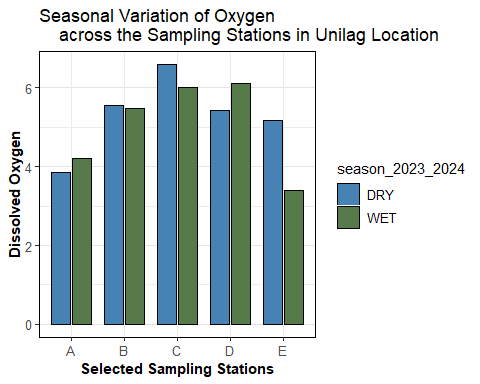 Seasonal Variation of Oxygen
across the Sampling Stations in Unilag Location
Dissolved Oxygen
6
4
2
0
A B C D E
Selected Sampling Stations
season_2023_2024
DRY
WET